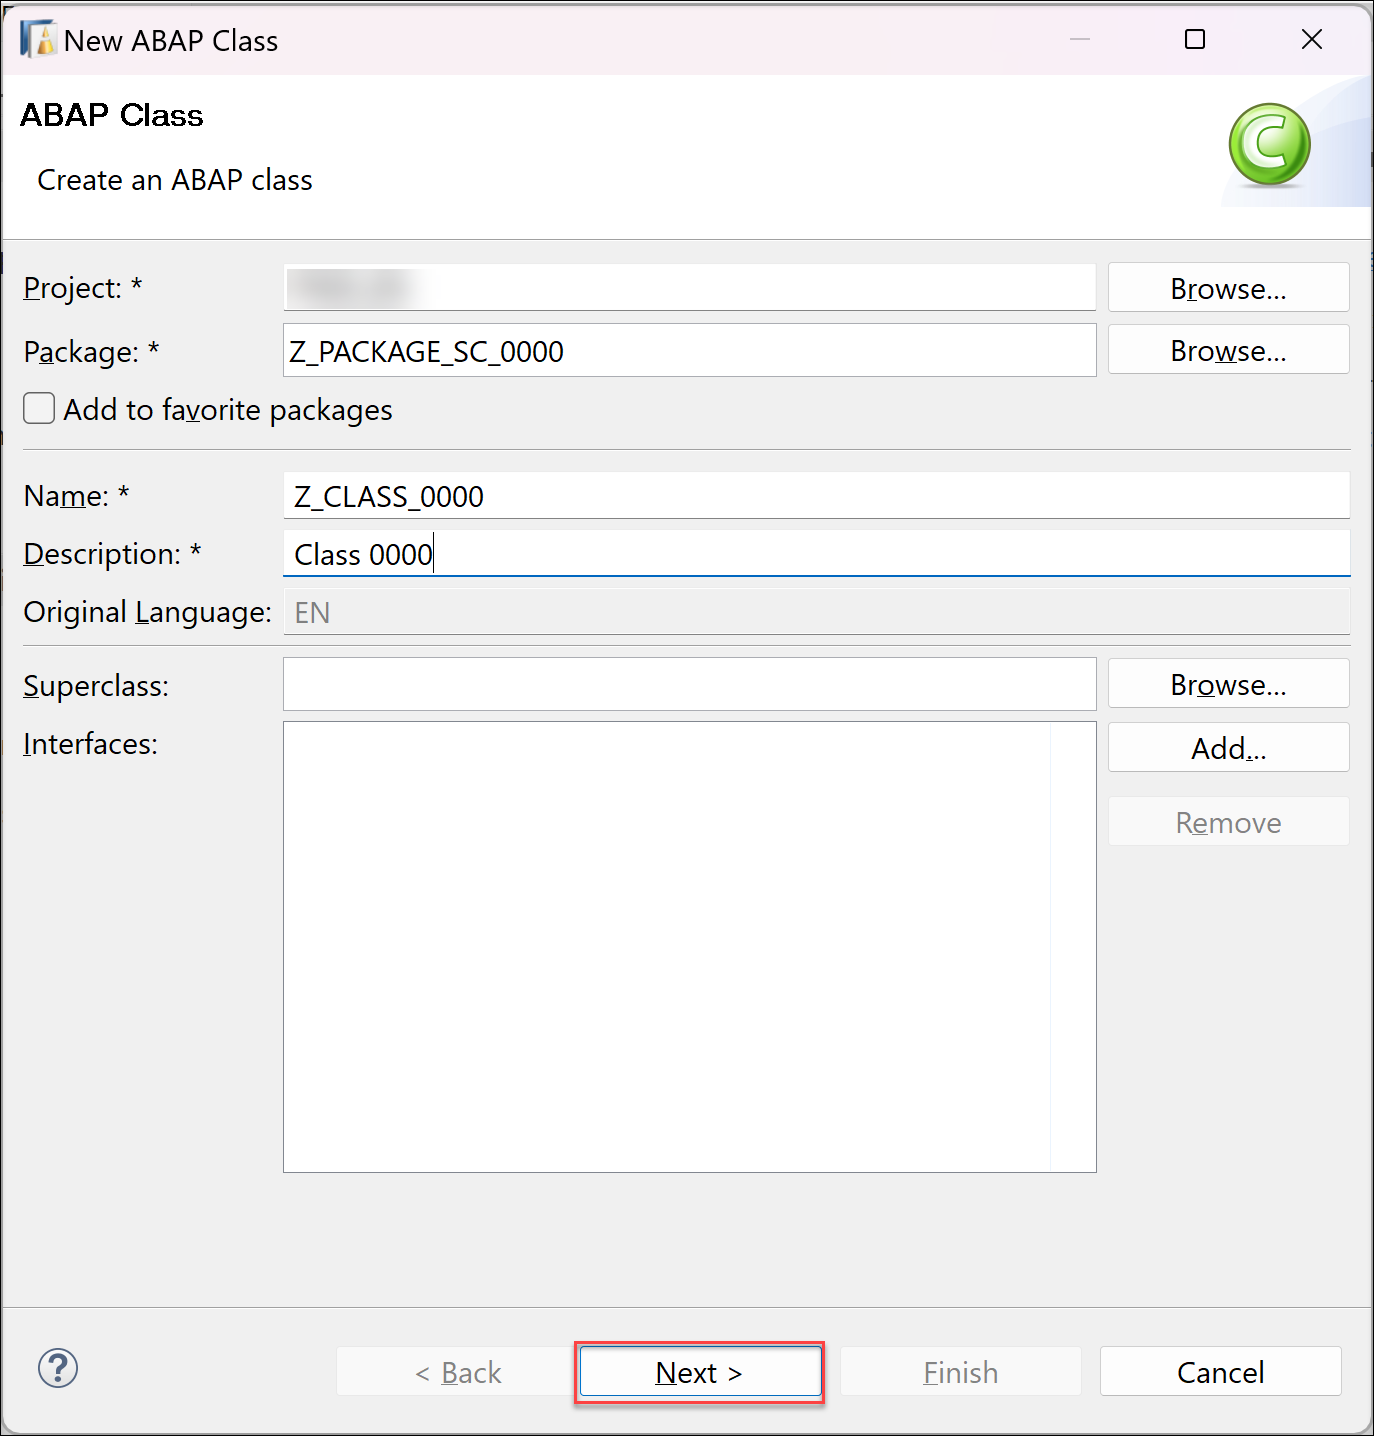 New ABAP Class
ABAP Class
Create an ABAP class
Project: *
Browse...
Package: * Z_PACKAGE_SC_0000 Browse...
Add to favorite packages
Name: * Z_CLASS_0000
Description: * Class 0000
Original Language: EN
Superclass: Browse...
Interfaces: Add...
Remove
< Back Next > Finish Cancel